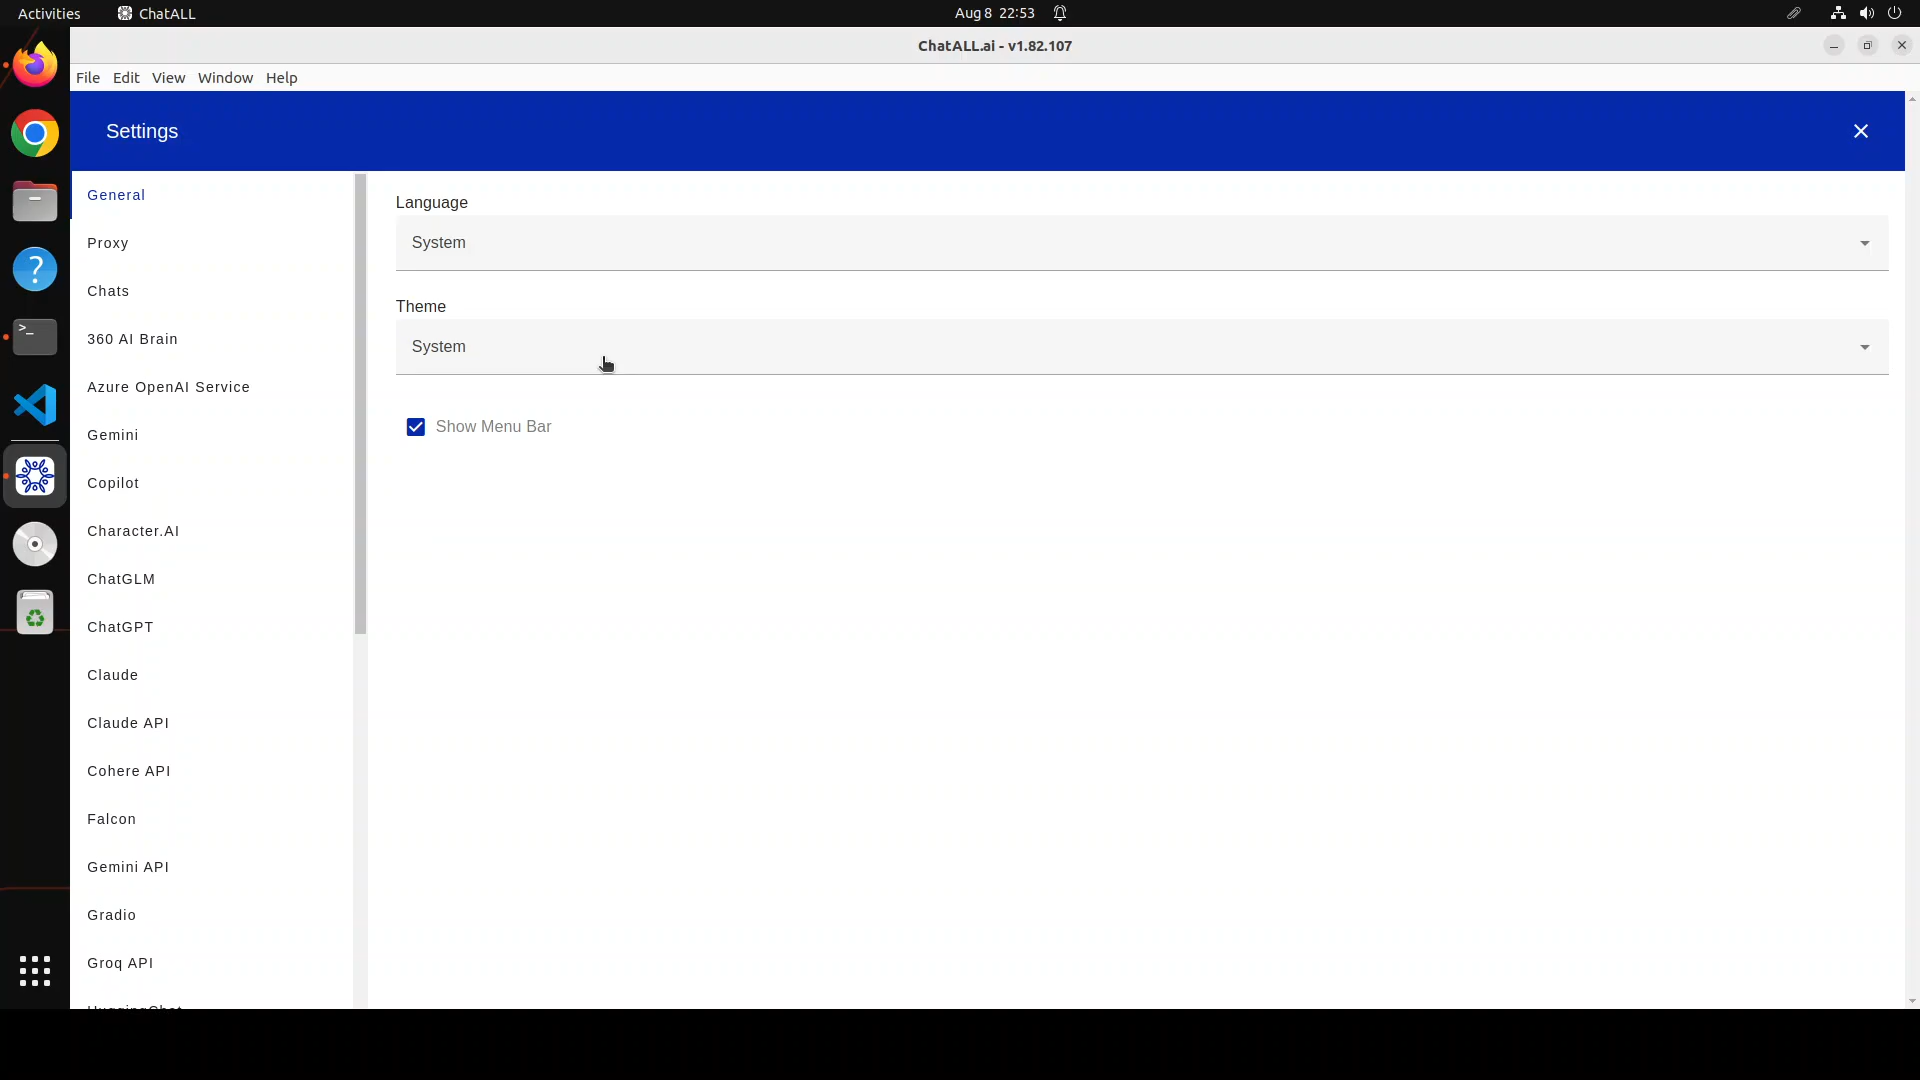 Activities
ChatALL
Aug 8 22:53
ChatALL.ai - v1.82.107
File Edit View Window Help
Settings
General
Proxy
Chats
360 AI Brain
Azure OpenAI Service
Gemini
Copilot
Character.AI
ChatGLM
ChatGPT
Claude
Claude API
Cohere API
Falcon
Gemini API
Gradio
Groq API
HuggingChat
Language
System
Theme
System
Show Menu Bar